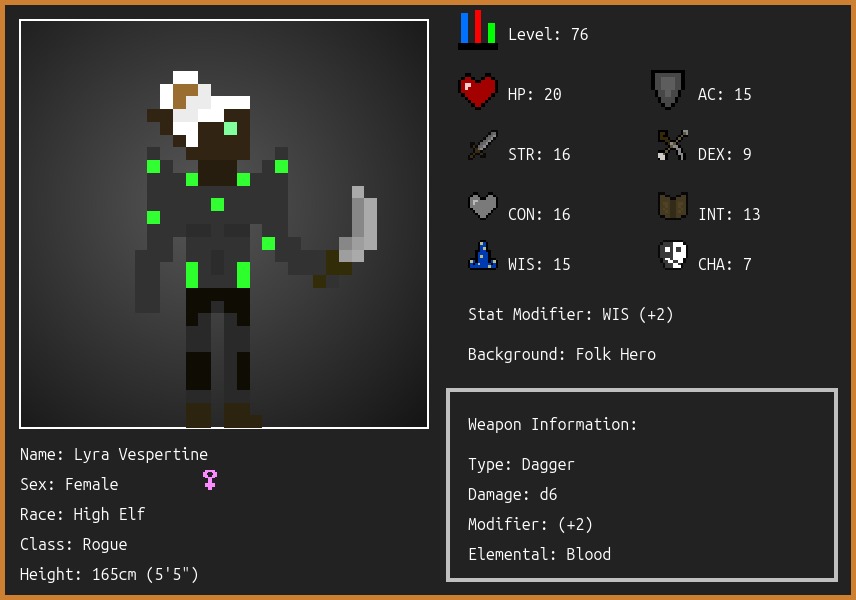 Level: 76
HP: 20
AC: 15
STR: 16
DEX: 9
CON: 16
INT: 13
WIS: 15
CHA: 7
Stat Modifier: WIS (+2)
Background: Folk Hero
Weapon Information:
Type: Dagger
Damage: d6
Modifier: (+2)
Elemental: Blood
Name: Lyra Vespertine
Sex: Female
Race: High Elf
Class: Rogue
Height: 165cm (5'5")